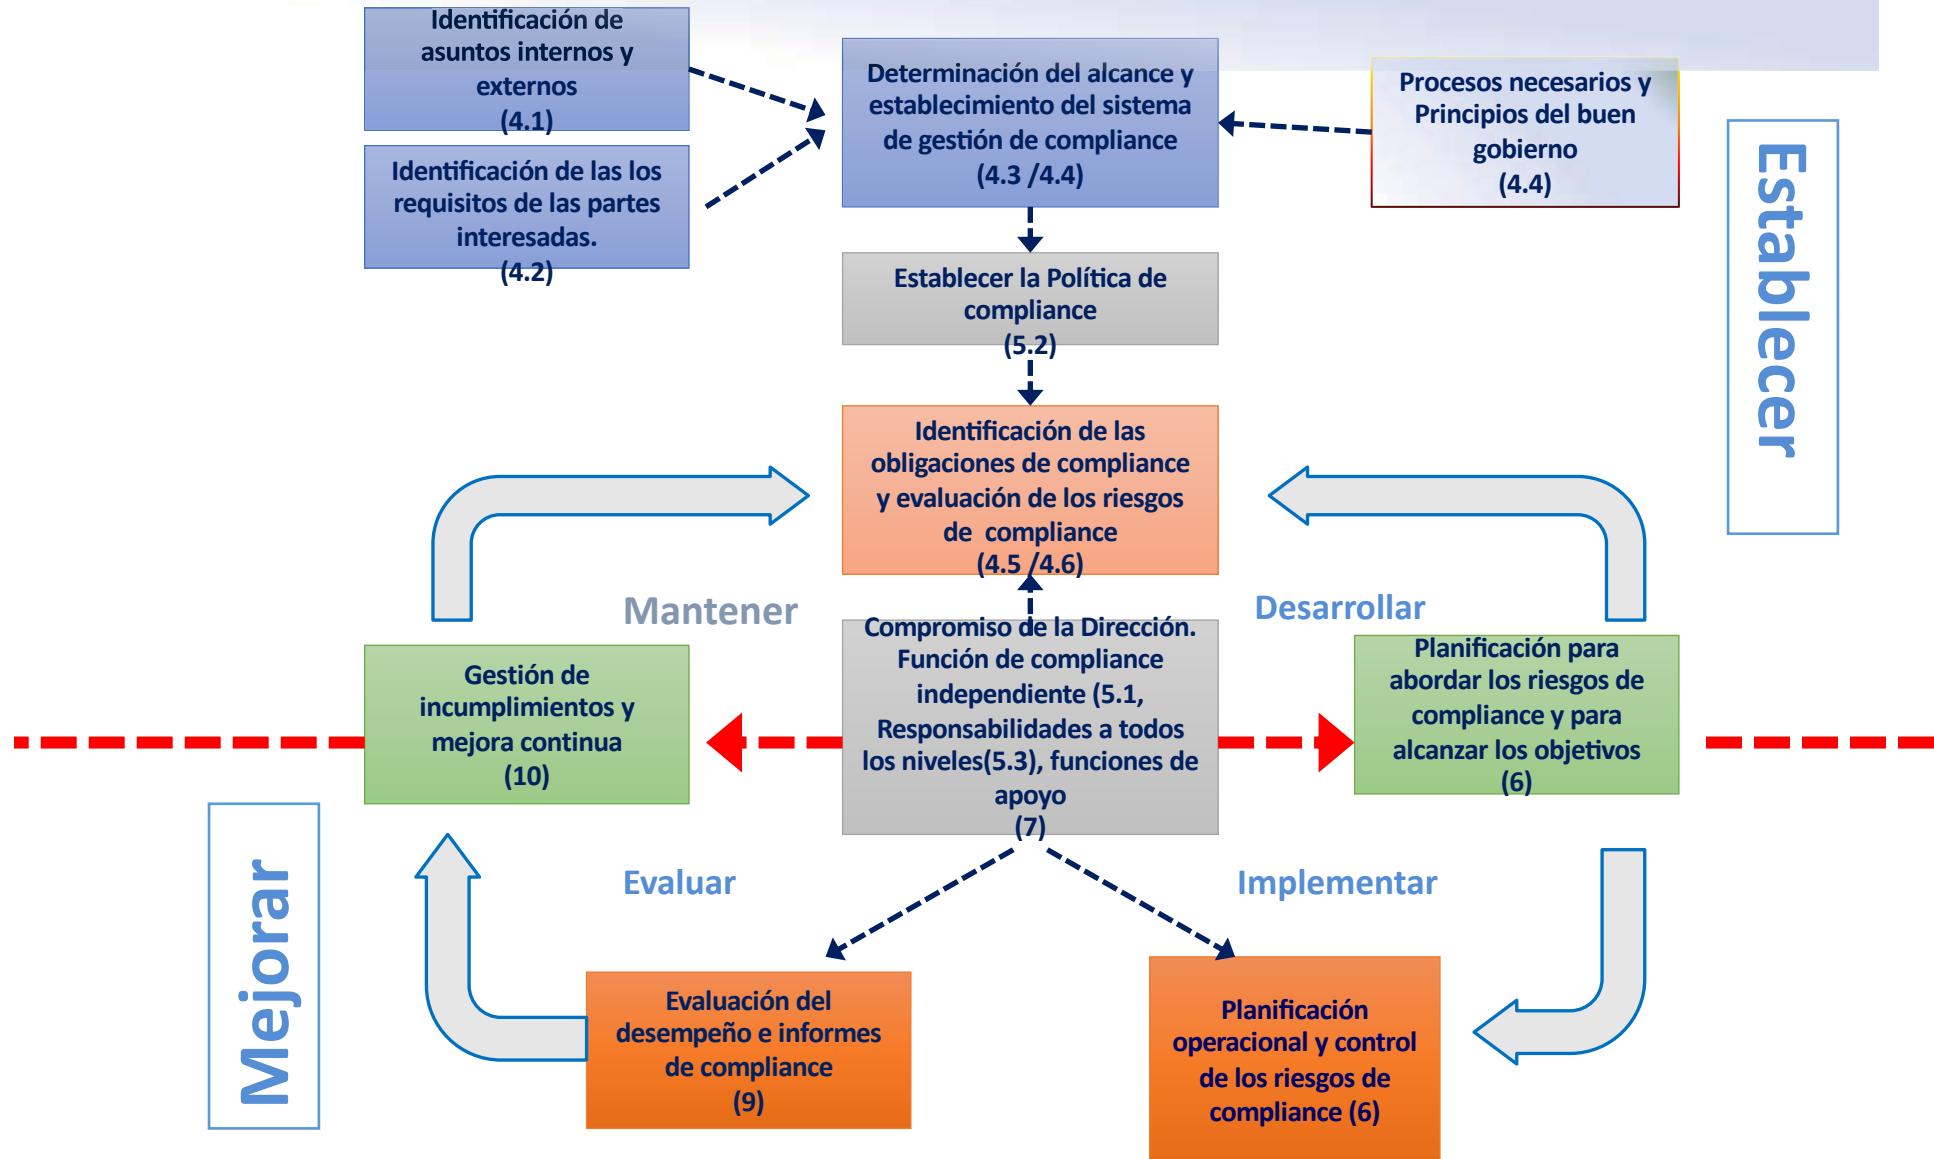 Identificación de
asuntos internos y
externos
(4.1)
Identificación de las los
requisitos de las partes
interesadas.
(4.2)
Determinación del alcance y
establecimiento del sistema
de gestión de compliance
(4.3 /4.4)
Procesos necesarios y
Principios del buen
gobierno
(4.4)
Establecer
Establecer la Política de
compliance
(5.2)
Identificación de las
obligaciones de compliance
y evaluación de los riesgos
de  compliance
(4.5 /4.6)
Mantener
Desarrollar
Gestión de
incumplimientos y
mejora continua
(10)
Compromiso de la Dirección.
Función de compliance
independiente (5.1,
Responsabilidades a todos
los niveles(5.3), funciones de
apoyo
(7)
Planificación para
abordar los riesgos de
compliance y para
alcanzar los objetivos
(6)
Mejorar
Evaluar
Implementar
Evaluación del
desempeño e informes
de compliance
(9)
Planificación
operacional y control
de los riesgos de
compliance (6)